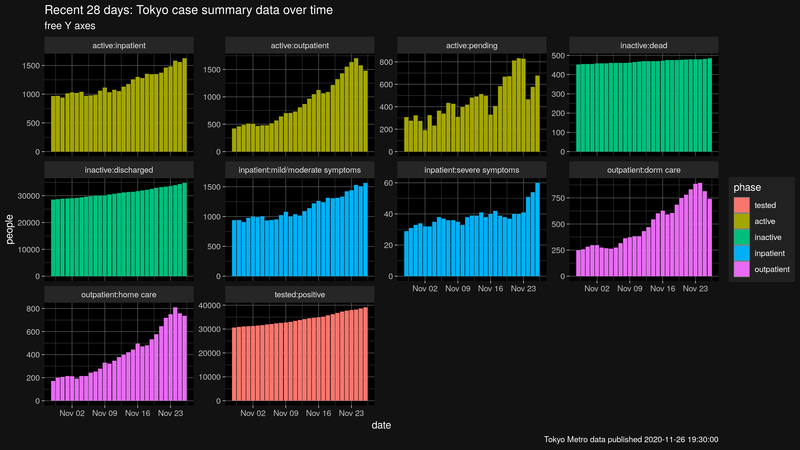 Recent 28 days: Tokyo case summary data over time
free Y axes
active:inpatient
active:outpatient
active:pending
inactive:dead
1500
1000
500
0
1500
1000
500
0
800
600
400
200
0
500
400
300
200
100
0
inactive:discharged
inpatient:mild/moderate symptoms
inpatient:severe symptoms
outpatient:dorm care
30000
20000
10000
0
1500
1000
500
0
60
40
20
0
750
500
250
0
Nov 02 Nov 09 Nov 16 Nov 23
Nov 02 Nov 09 Nov 16 Nov 23
outpatient:home care
tested:positive
800
600
400
200
0
40000
30000
20000
10000
0
Nov 02 Nov 09 Nov 16 Nov 23
Nov 02 Nov 09 Nov 16 Nov 23
people
date
phase
tested
active
inactive
inpatient
outpatient
Tokyo Metro data published 2020-11-26 19:30:00